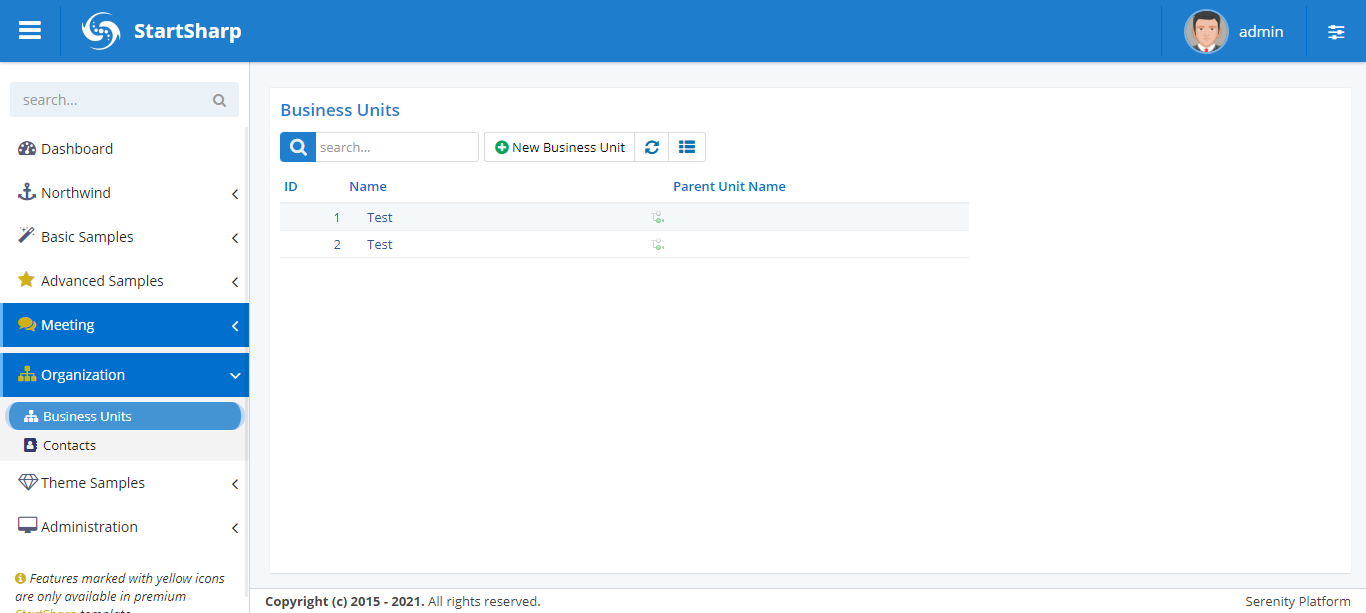 StartSharp
admin
search...
Dashboard
Northwind
Basic Samples
Advanced Samples
Meeting
Organization
Business Units
Contacts
Theme Samples
Administration
Features marked with yellow icons
are only available in premium
StartSharp template
Business Units
search...
New Business Unit
ID Name Parent Unit Name
1 Test
2 Test
Copyright (c) 2015 - 2021. All rights reserved.
Serenity Platform